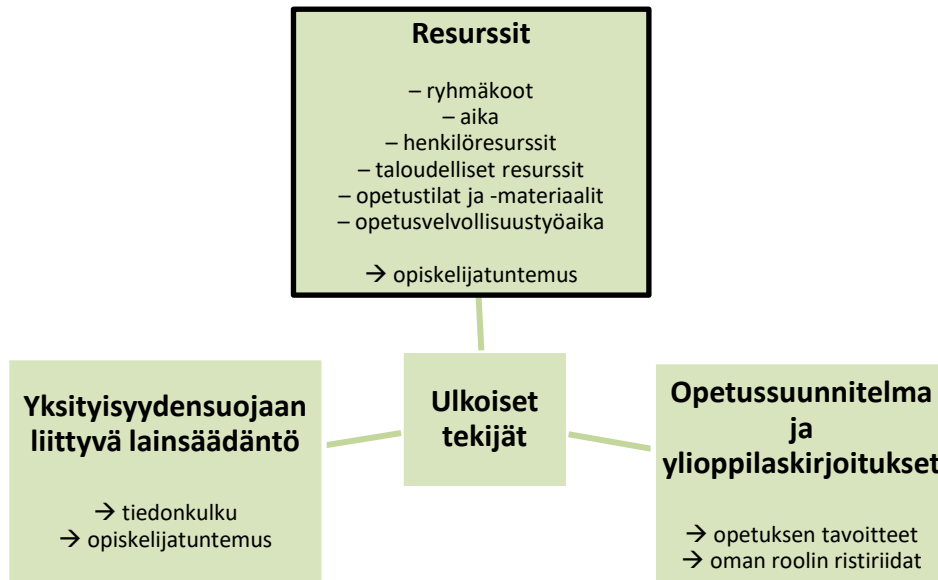 Resurssit
– ryhmäkoot
– aika
– henkilöresurssit
– taloudelliset resurssit
– opetustilat ja -materiaalit
– opetusvelvollisuustyöaika
→ opiskelijatuntemus
Yksityisyydensuojaan
liittyvä lainsäädäntö
→ tiedonkulku
→ opiskelijatuntemus
Ulkoiset
tekijät
Opetussuunnitelma
ja
ylioppilaskirjoitukset
→ opetuksen tavoitteet
→ oman roolin ristiriidat